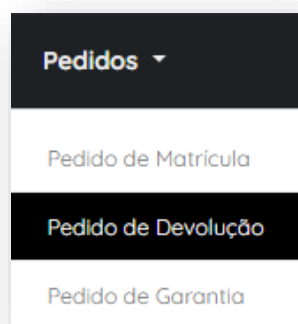 Pedidos
Pedido de Matrícula
Pedido de Devolução
Pedido de Garantia